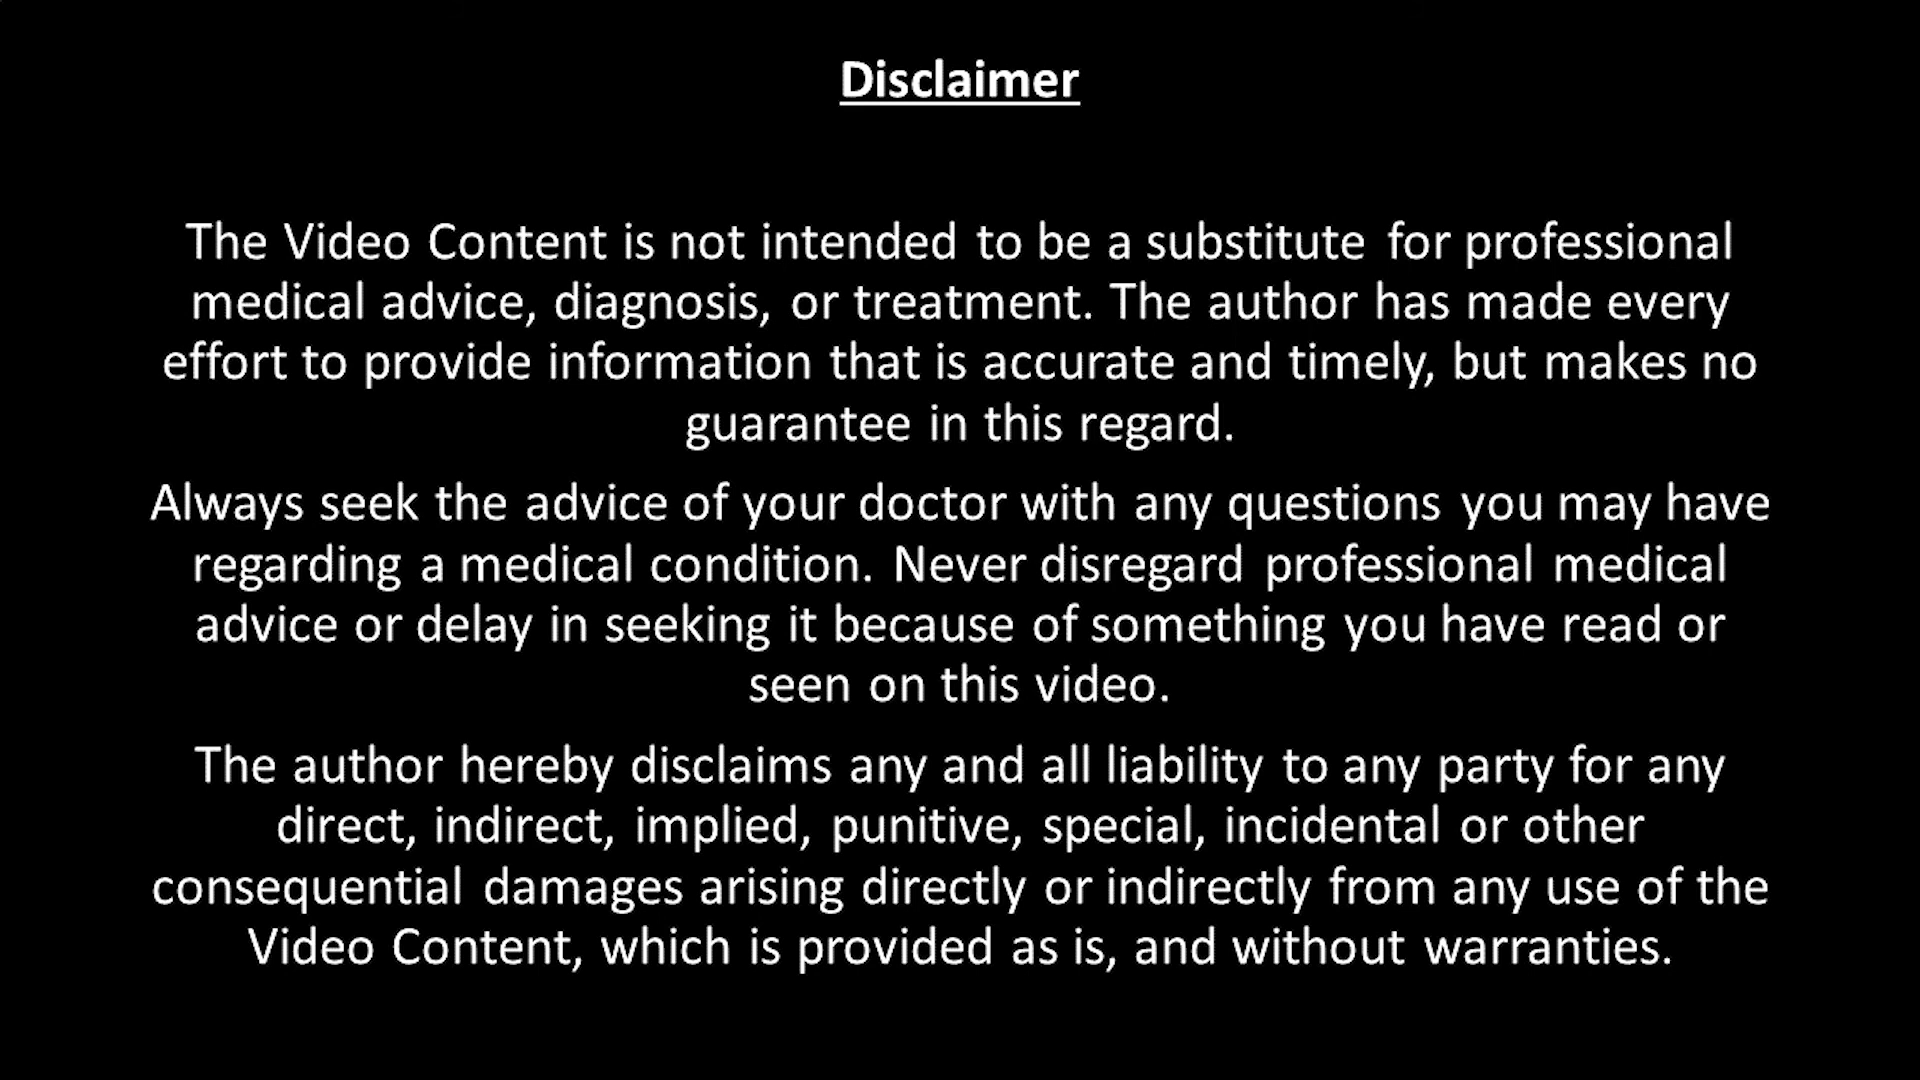 Disclaimer
The Video Content is not intended to be a substitute for professional
medical advice, diagnosis, or treatment. The author has made every
effort to provide information that is accurate and timely, but makes no
guarantee in this regard.
Always seek the advice of your doctor with any questions you may have
regarding a medical condition. Never disregard professional medical
advice or delay in seeking it because of something you have read or
seen on this video.
The author hereby disclaims any and all liability to any party for any
direct, indirect, implied, punitive, special, incidental or other
consequential damages arising directly or indirectly from any use of the
Video Content, which is provided as is, and without warranties.